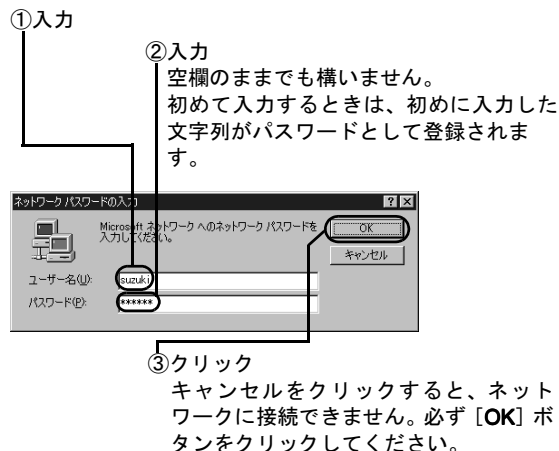 ①入力
②入力
空欄のままでも構いません。
初めて入力するときは、初めに入力した
文字列がパスワードとして登録されま
す。
ネットワーク パスワードの入力
Microsoft ネットワーク へのネットワーク パスワードを
入力してください。
OK
キャンセル
ユーザー名(U):
suzuki
パスワード(P):
******
③クリック
キャンセルをクリックすると、ネット
ワークに接続できません。必ず［OK］ボ
タンをクリックしてください。